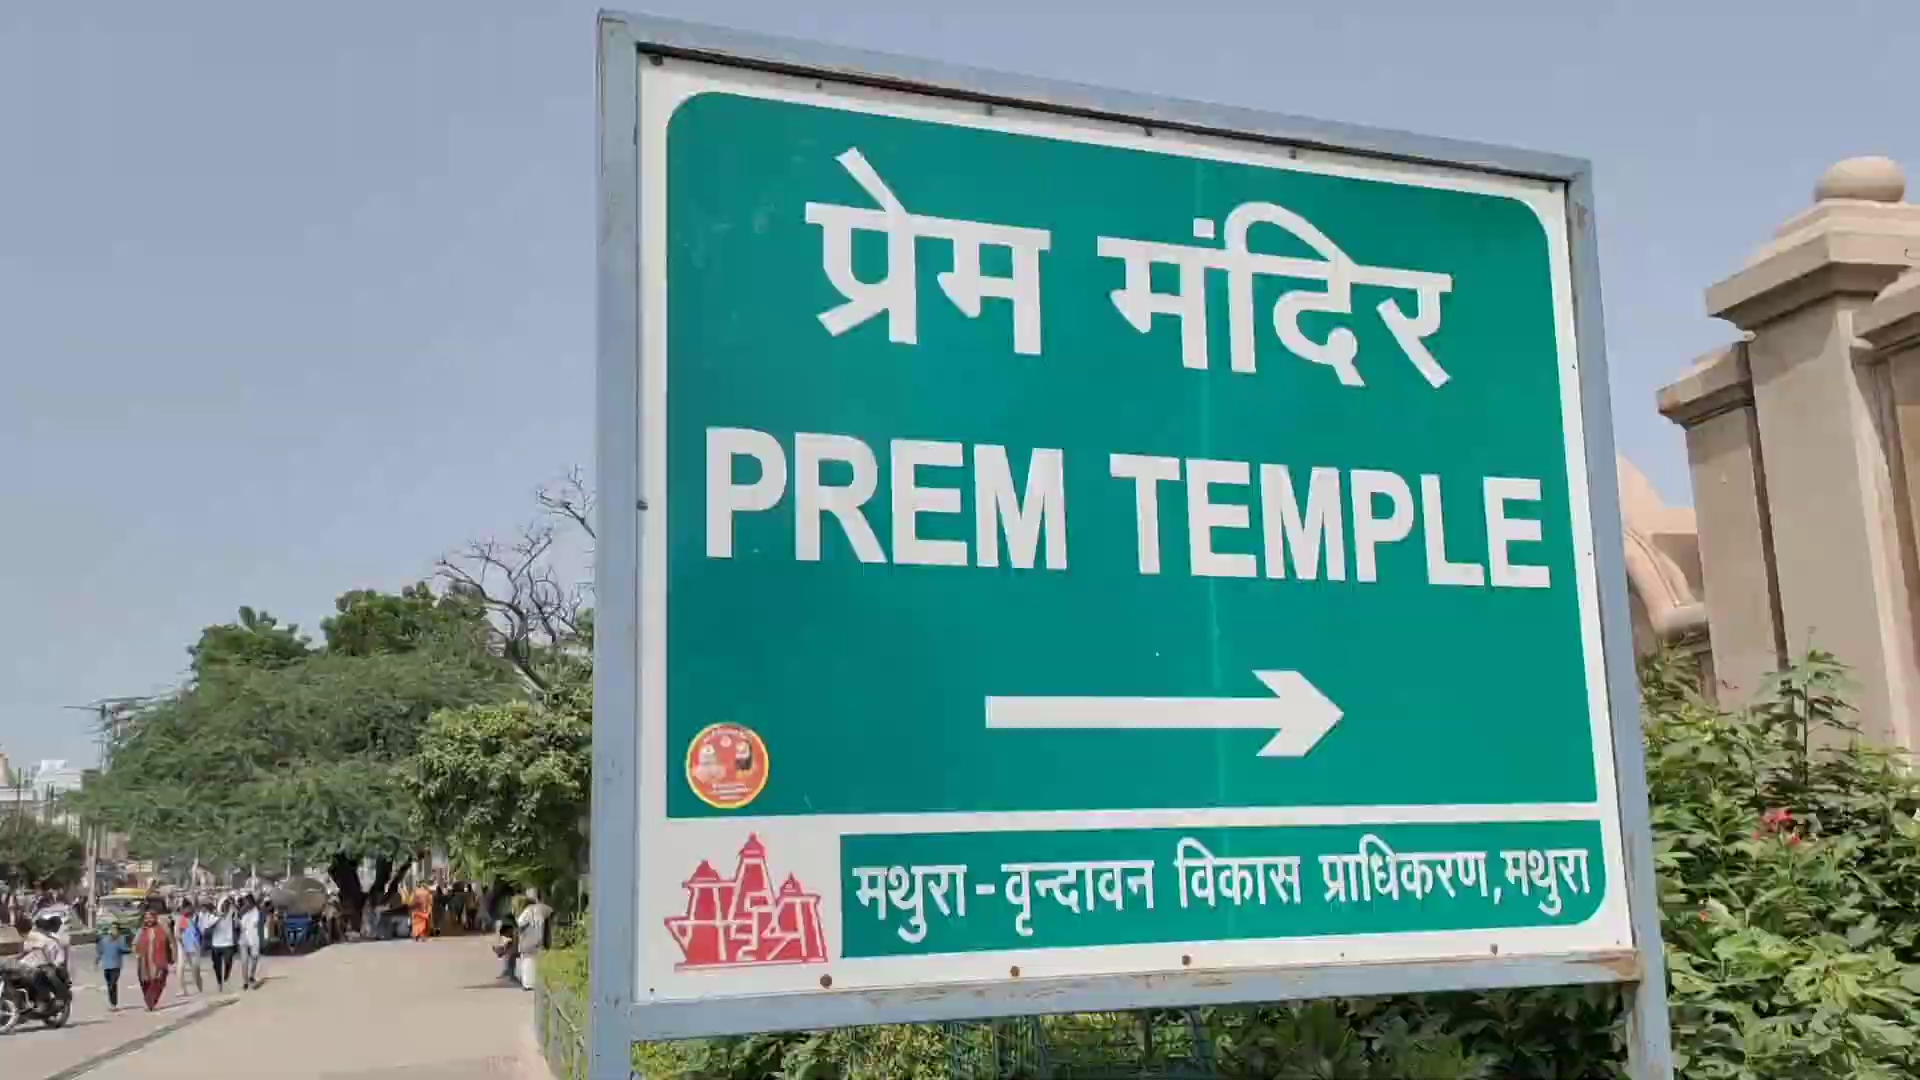 प्रेम मंदिर
PREM TEMPLE
मथुरा-वृन्दावन विकास प्राधिकरण, मथुरा